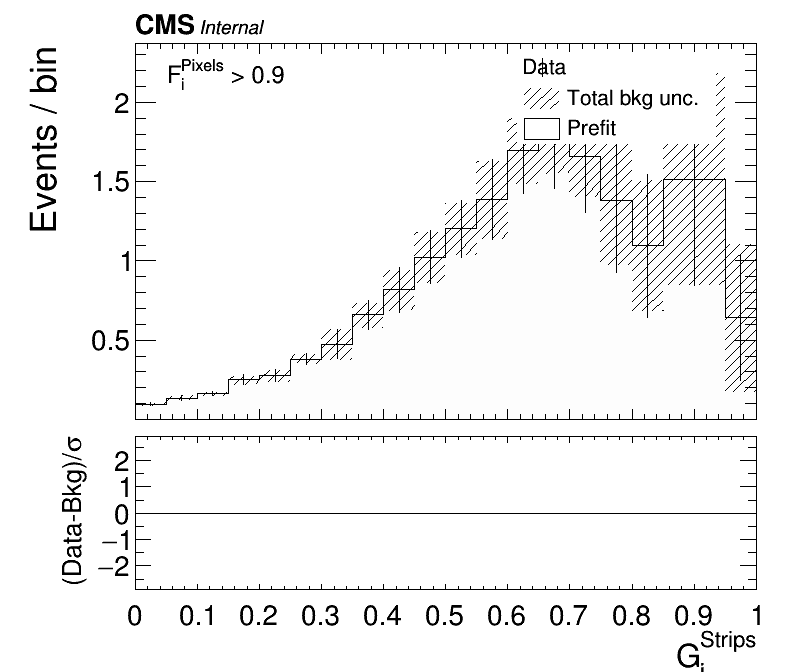 CMS Internal
F_i^Pixels > 0.9
Data
Total bkg unc.
Prefit
Events / bin
2
1.5
1
0.5
(Data-Bkg)/σ
2
1
0
−1
−2
0 0.1 0.2 0.3 0.4 0.5 0.6 0.7 0.8 0.9 1
G_i^Strips